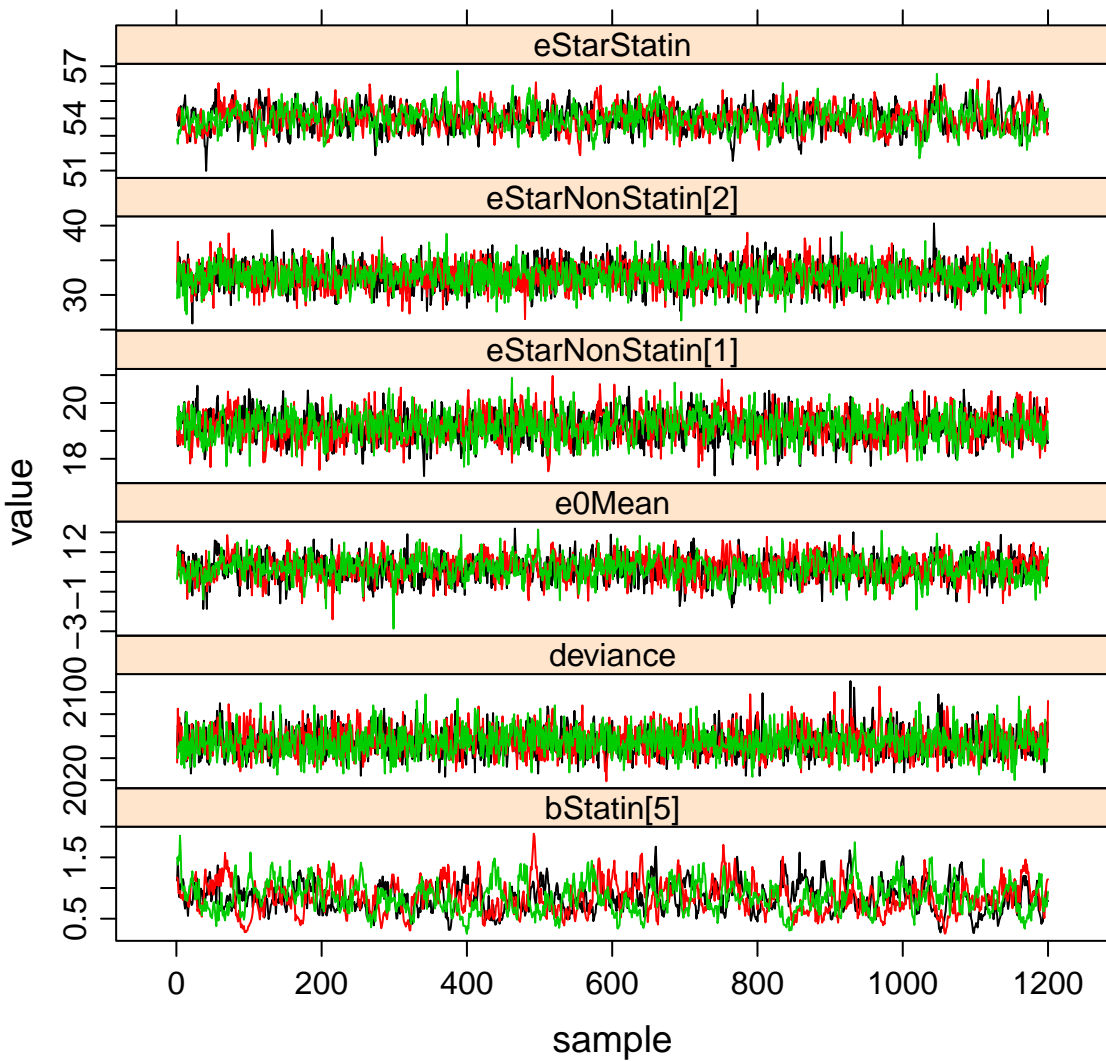 eStarStatin
51 54 57
eStarNonStatin[2]
30 40
eStarNonStatin[1]
18 20
e0Mean
−3 −1 12
deviance
2020 2100
bStatin[5]
0.5 1.5
value
0 200 400 600 800 1000 1200
sample